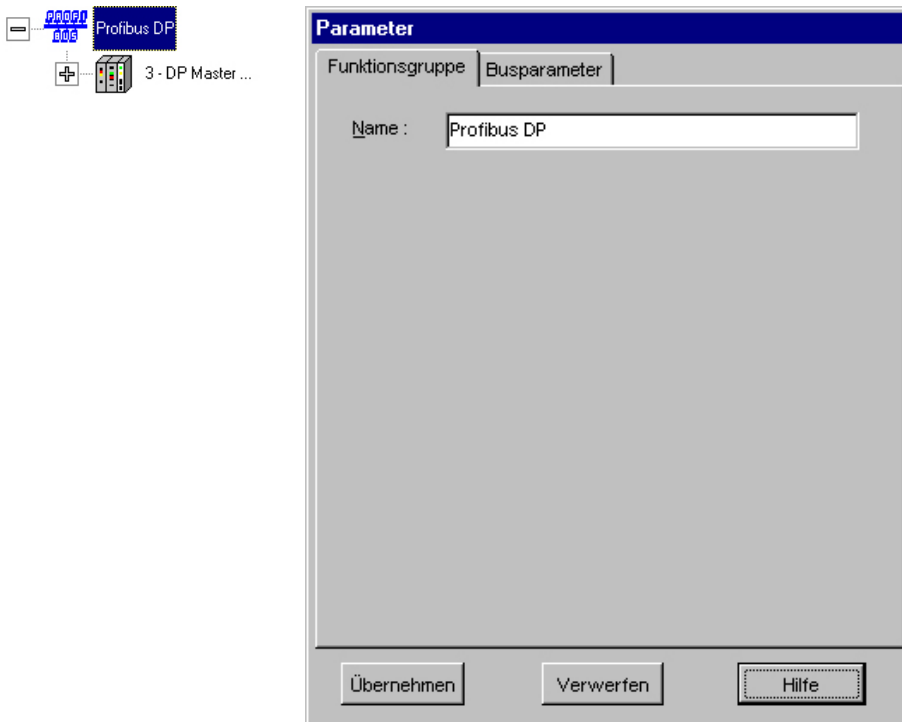 PROFI
BUS
Profibus DP
3 - DP Master ...
Parameter
Funktionsgruppe
Busparameter
Name :
Profibus DP
Übernehmen
Verwerfen
Hilfe